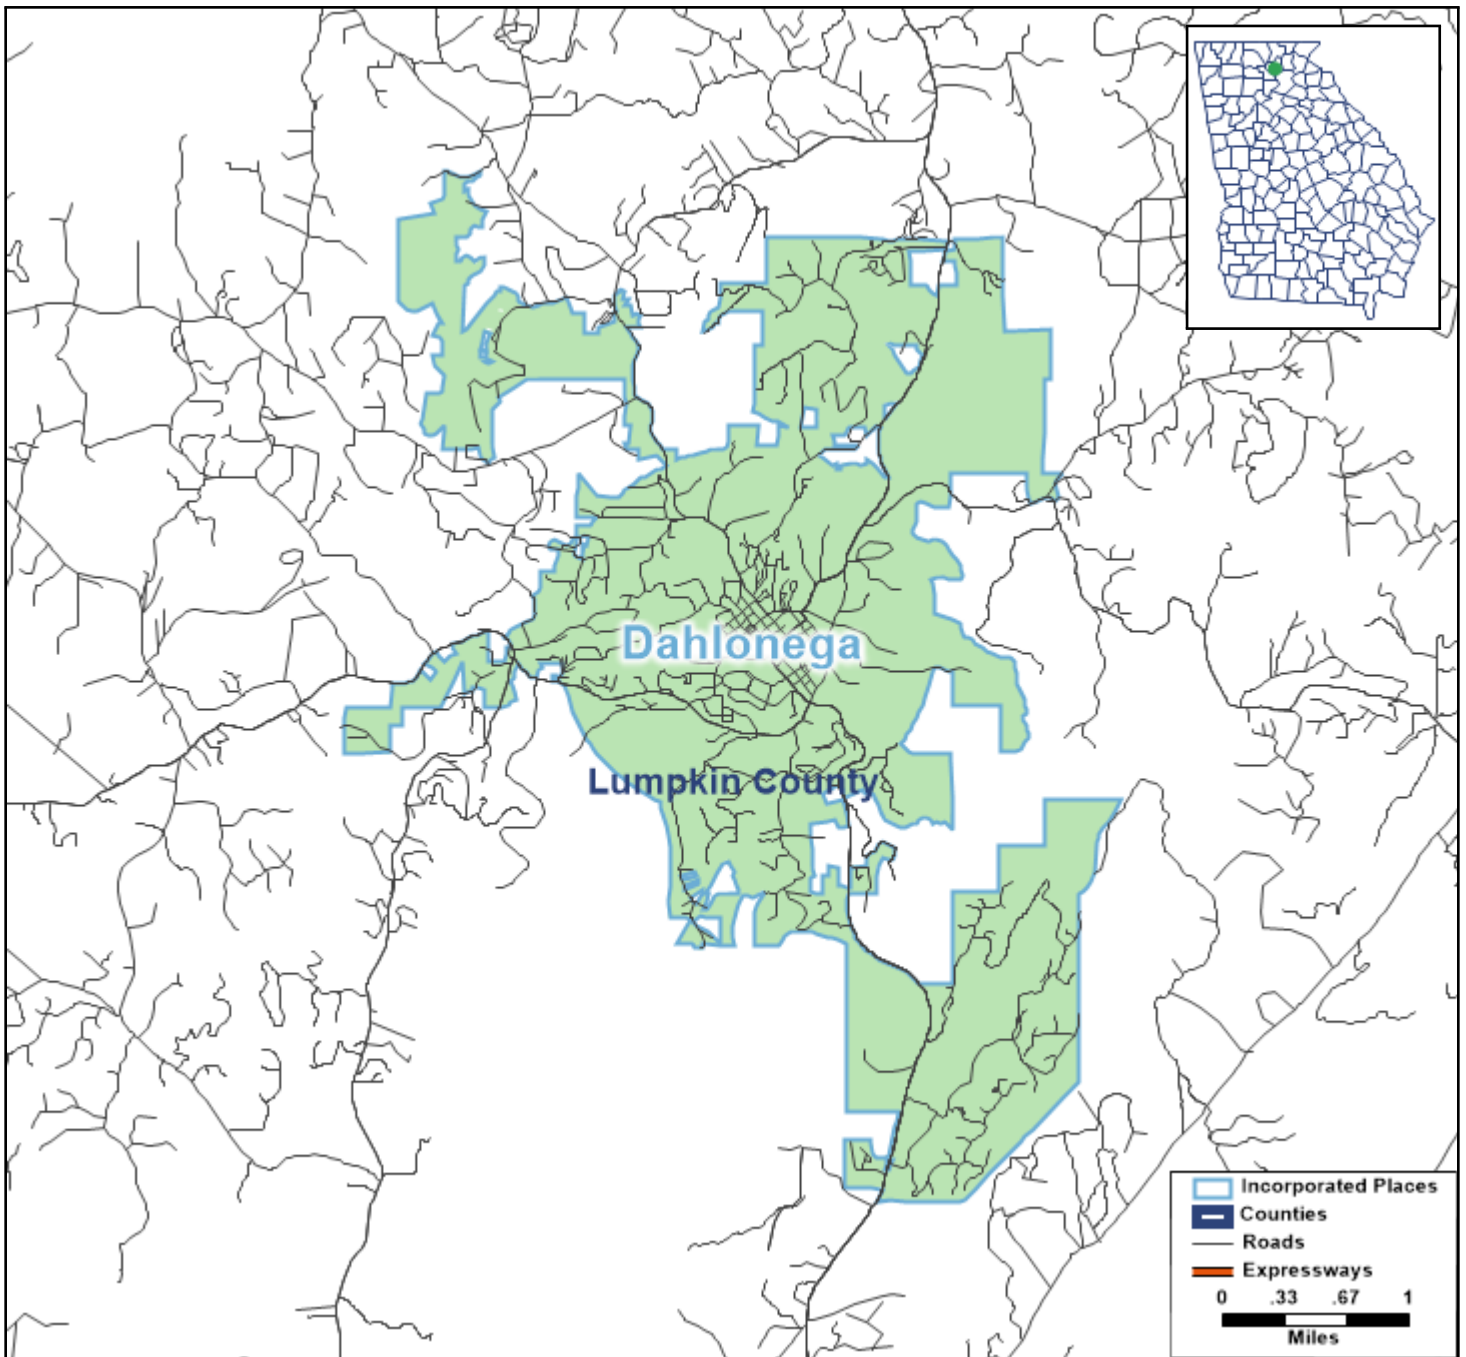 Dahlonega
Lumpkin County
Incorporated Places
Counties
Roads
Expressways
0 .33 .67 1
Miles